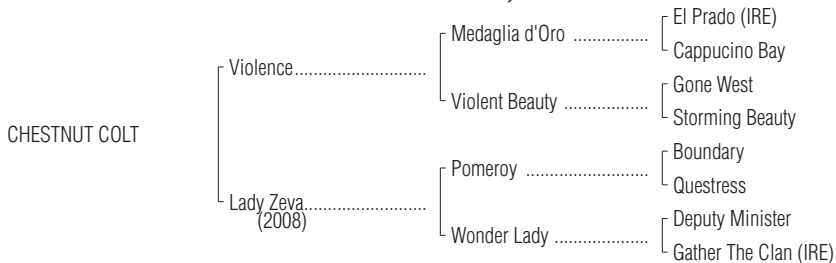 El Prado (IRE)
Medaglia d'Oro ................
Cappucino Bay
Violence............................
Gone West
Violent Beauty ..................
Storming Beauty
CHESTNUT COLT
Boundary
Pomeroy ..........................
Questress
Lady Zeva..........................
(2008)
Deputy Minister
Wonder Lady ....................
Gather The Clan (IRE)